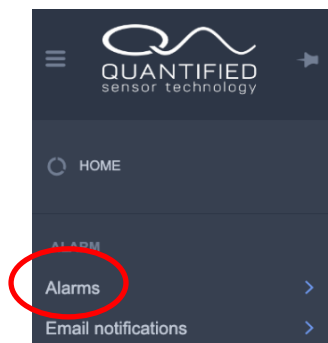 QUANTIFIED
sensor technology
HOME
ALARM
Alarms
Email notifications